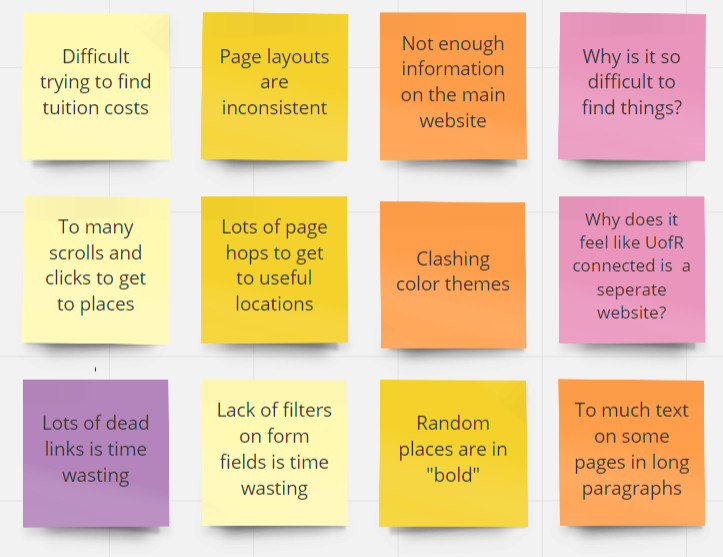 Difficult
trying to find
tuition costs
Page layouts
are
inconsistent
Not enough
information
on the main
website
Why is it so
difficult to
find things?
To many
scrolls and
clicks to get
to places
Lots of page
hops to get
to useful
locations
Clashing
color themes
Why does it
feel like UofR
connected is a
seperate
website?
Lots of dead
links is time
wasting
Lack of filters
on form
fields is time
wasting
Random
places are in
"bold"
To much text
on some
pages in long
paragraphs